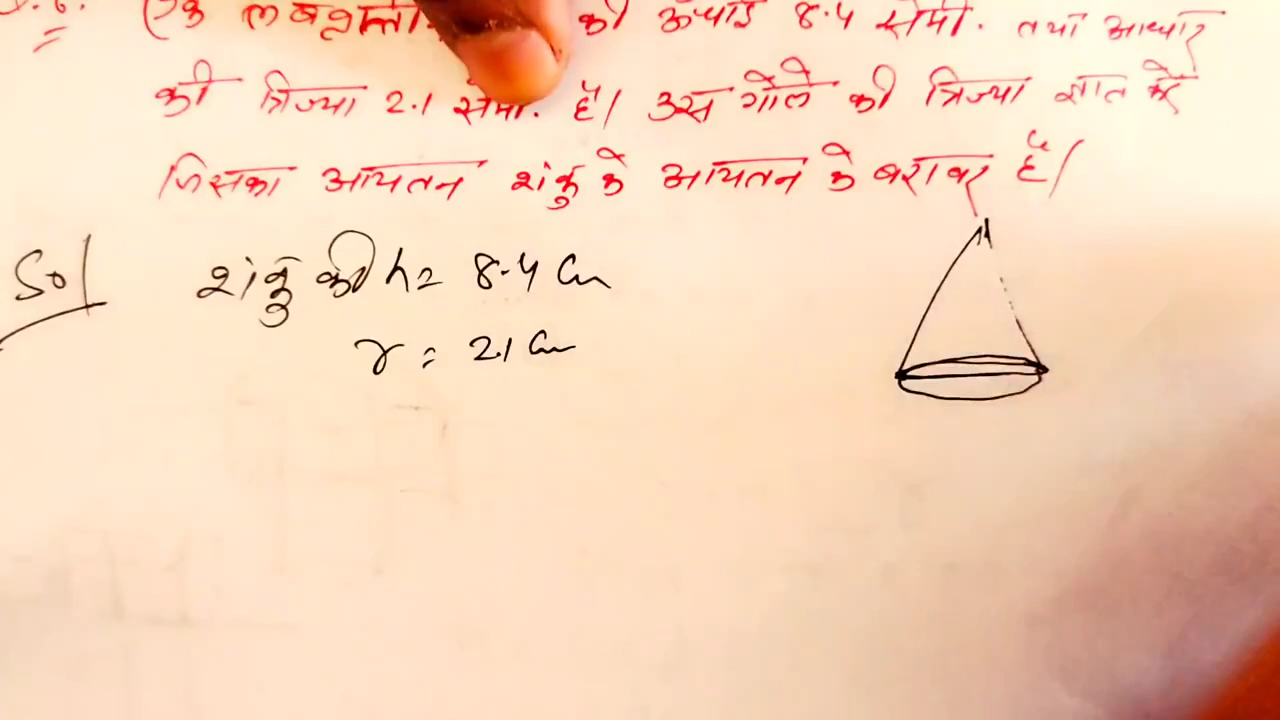 एक लंबवृत्तीय की ऊंचाई 8.4 सेमी. तथा आधार
की त्रिज्या 2.1 सेमी. है। उस गोले की त्रिज्या ज्ञात करें
जिसका आयतन शंकु के आयतन के बराबर है।
Sol शंकु की h = 8.4 Cm
r = 2.1 Cm